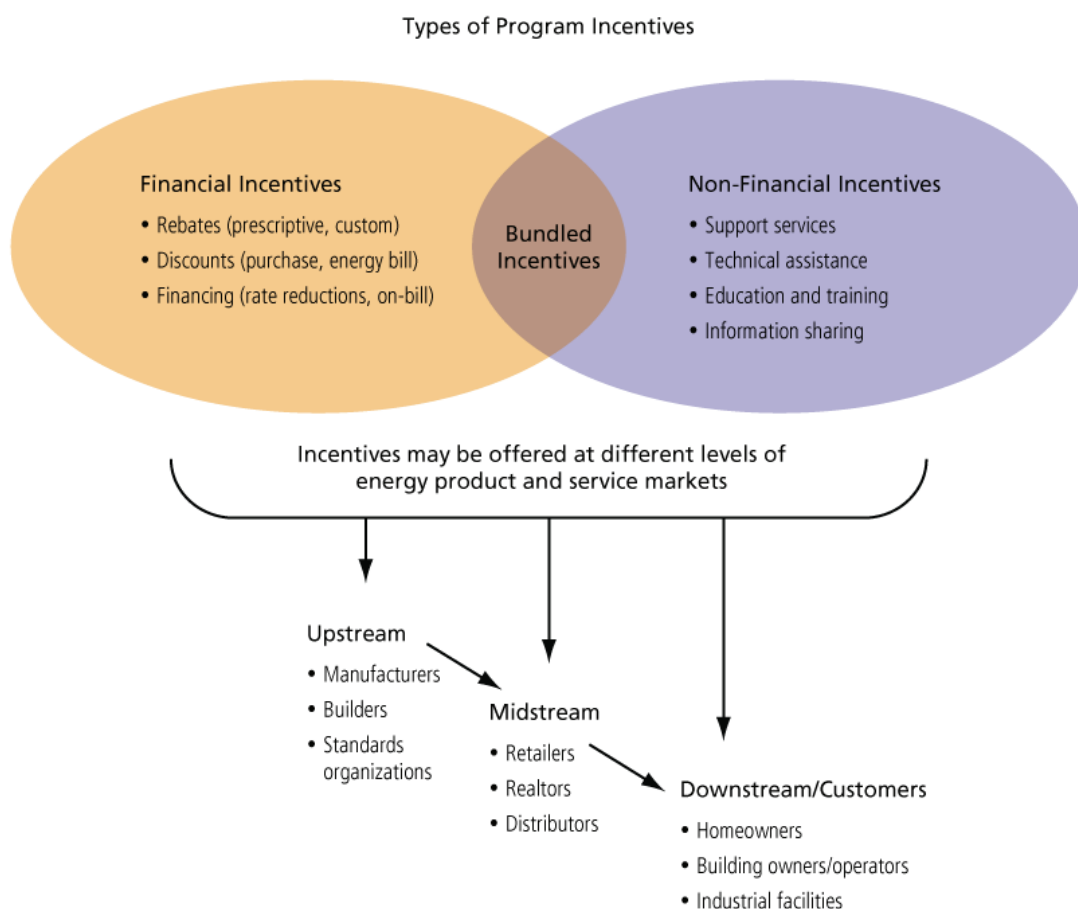 Types of Program Incentives
Financial Incentives
• Rebates (prescriptive, custom)
• Discounts (purchase, energy bill)
• Financing (rate reductions, on-bill)
Bundled
Incentives
Non-Financial Incentives
• Support services
• Technical assistance
• Education and training
• Information sharing
Incentives may be offered at different levels of
energy product and service markets
Upstream
• Manufacturers
• Builders
• Standards
organizations
Midstream
• Retailers
• Realtors
• Distributors
Downstream/Customers
• Homeowners
• Building owners/operators
• Industrial facilities